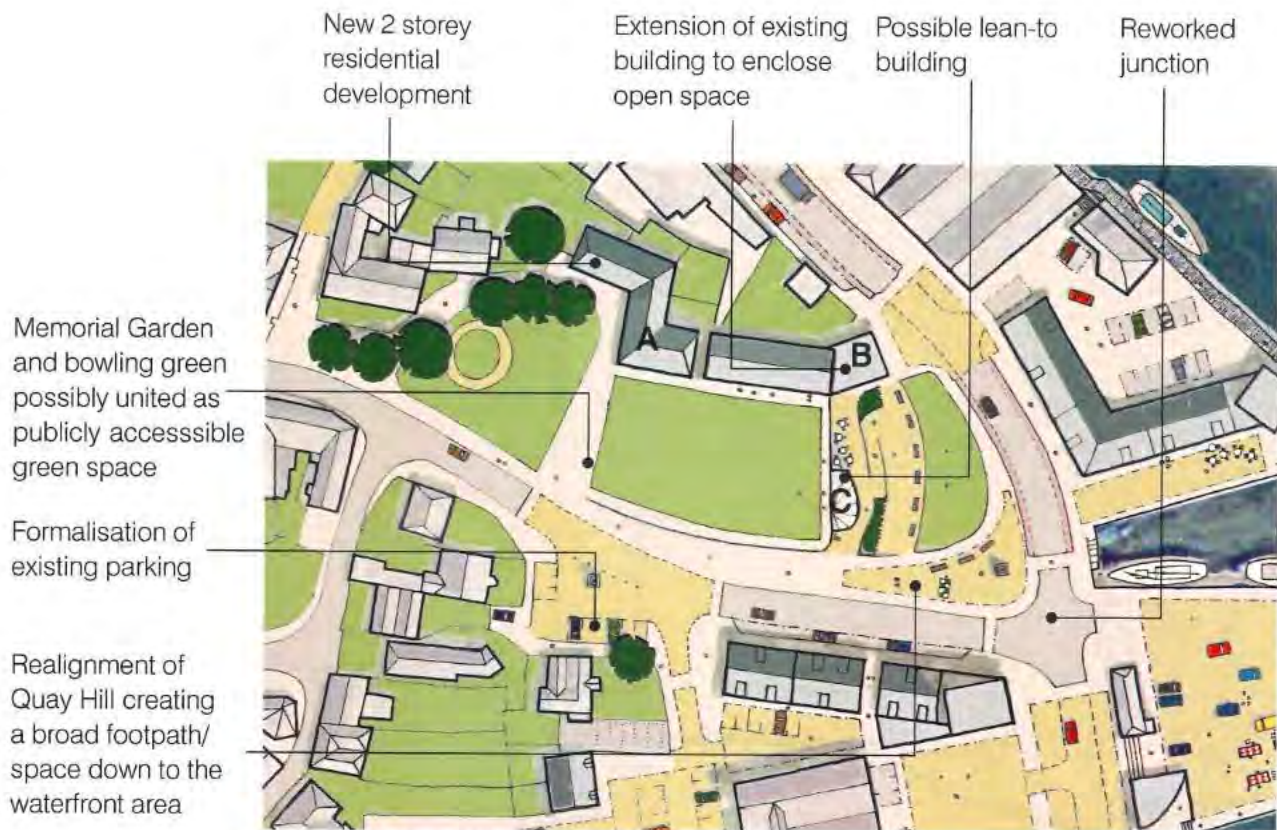 New 2 storey
residential
development
Extension of existing
building to enclose
open space
Possible lean-to
building
Reworked
junction
Memorial Garden
and bowling green
possibly united as
publicly accesssible
green space
Formalisation of
existing parking
Realignment of
Quay Hill creating
a broad footpath/
space down to the
waterfront area
A
B
C